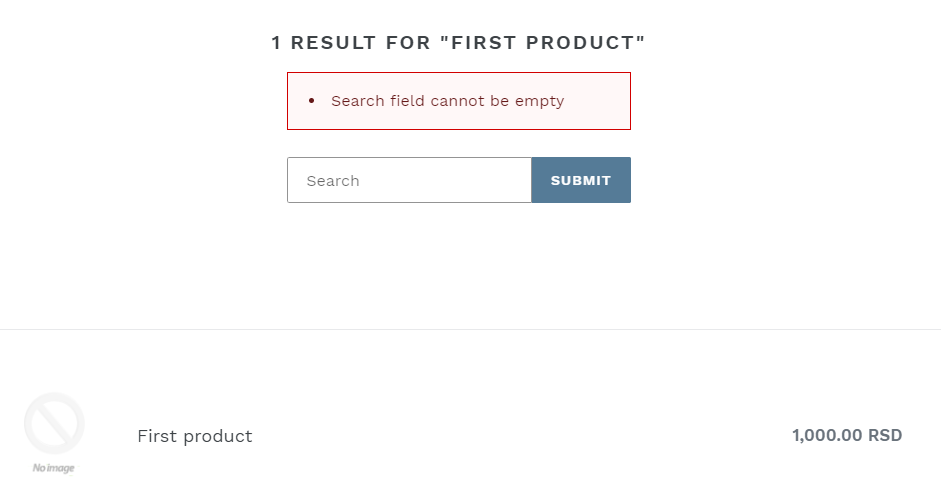 1 RESULT FOR "FIRST PRODUCT"
• Search field cannot be empty
Search SUBMIT
First product 1,000.00 RSD
No image